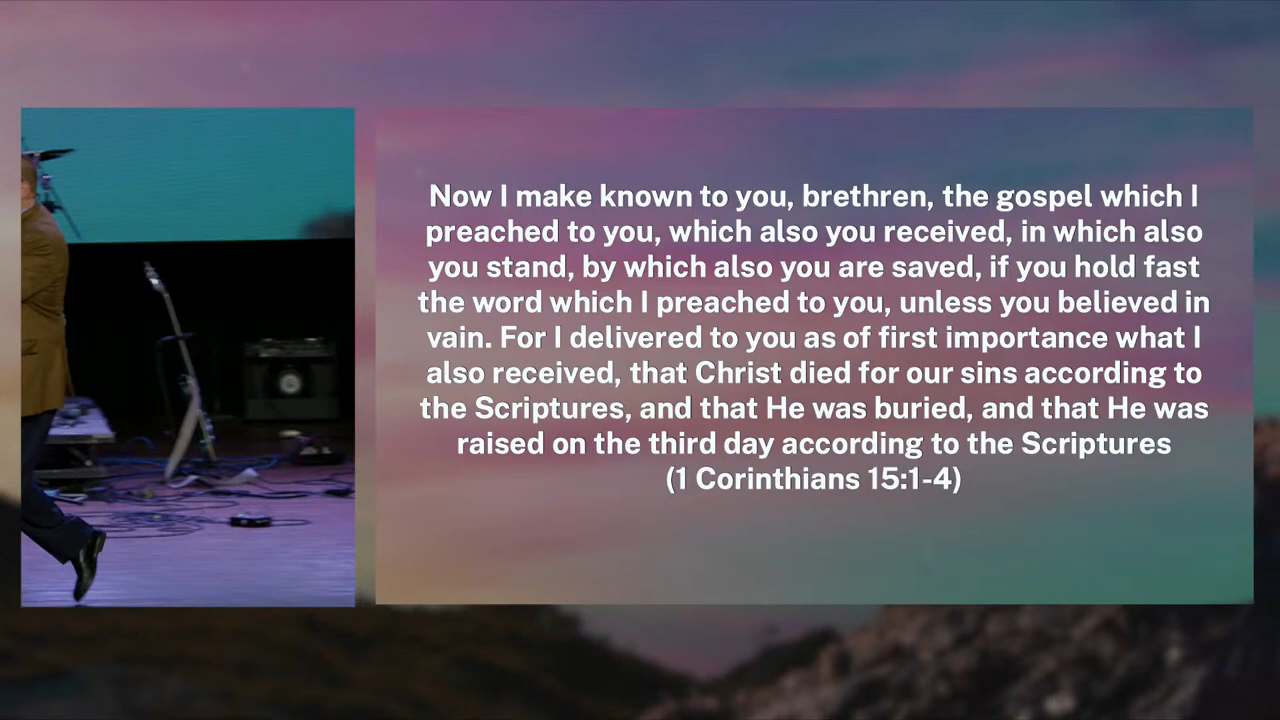 Now I make known to you, brethren, the gospel which I
preached to you, which also you received, in which also
you stand, by which also you are saved, if you hold fast
the word which I preached to you, unless you believed in
vain. For I delivered to you as of first importance what I
also received, that Christ died for our sins according to
the Scriptures, and that He was buried, and that He was
raised on the third day according to the Scriptures
(1 Corinthians 15:1-4)